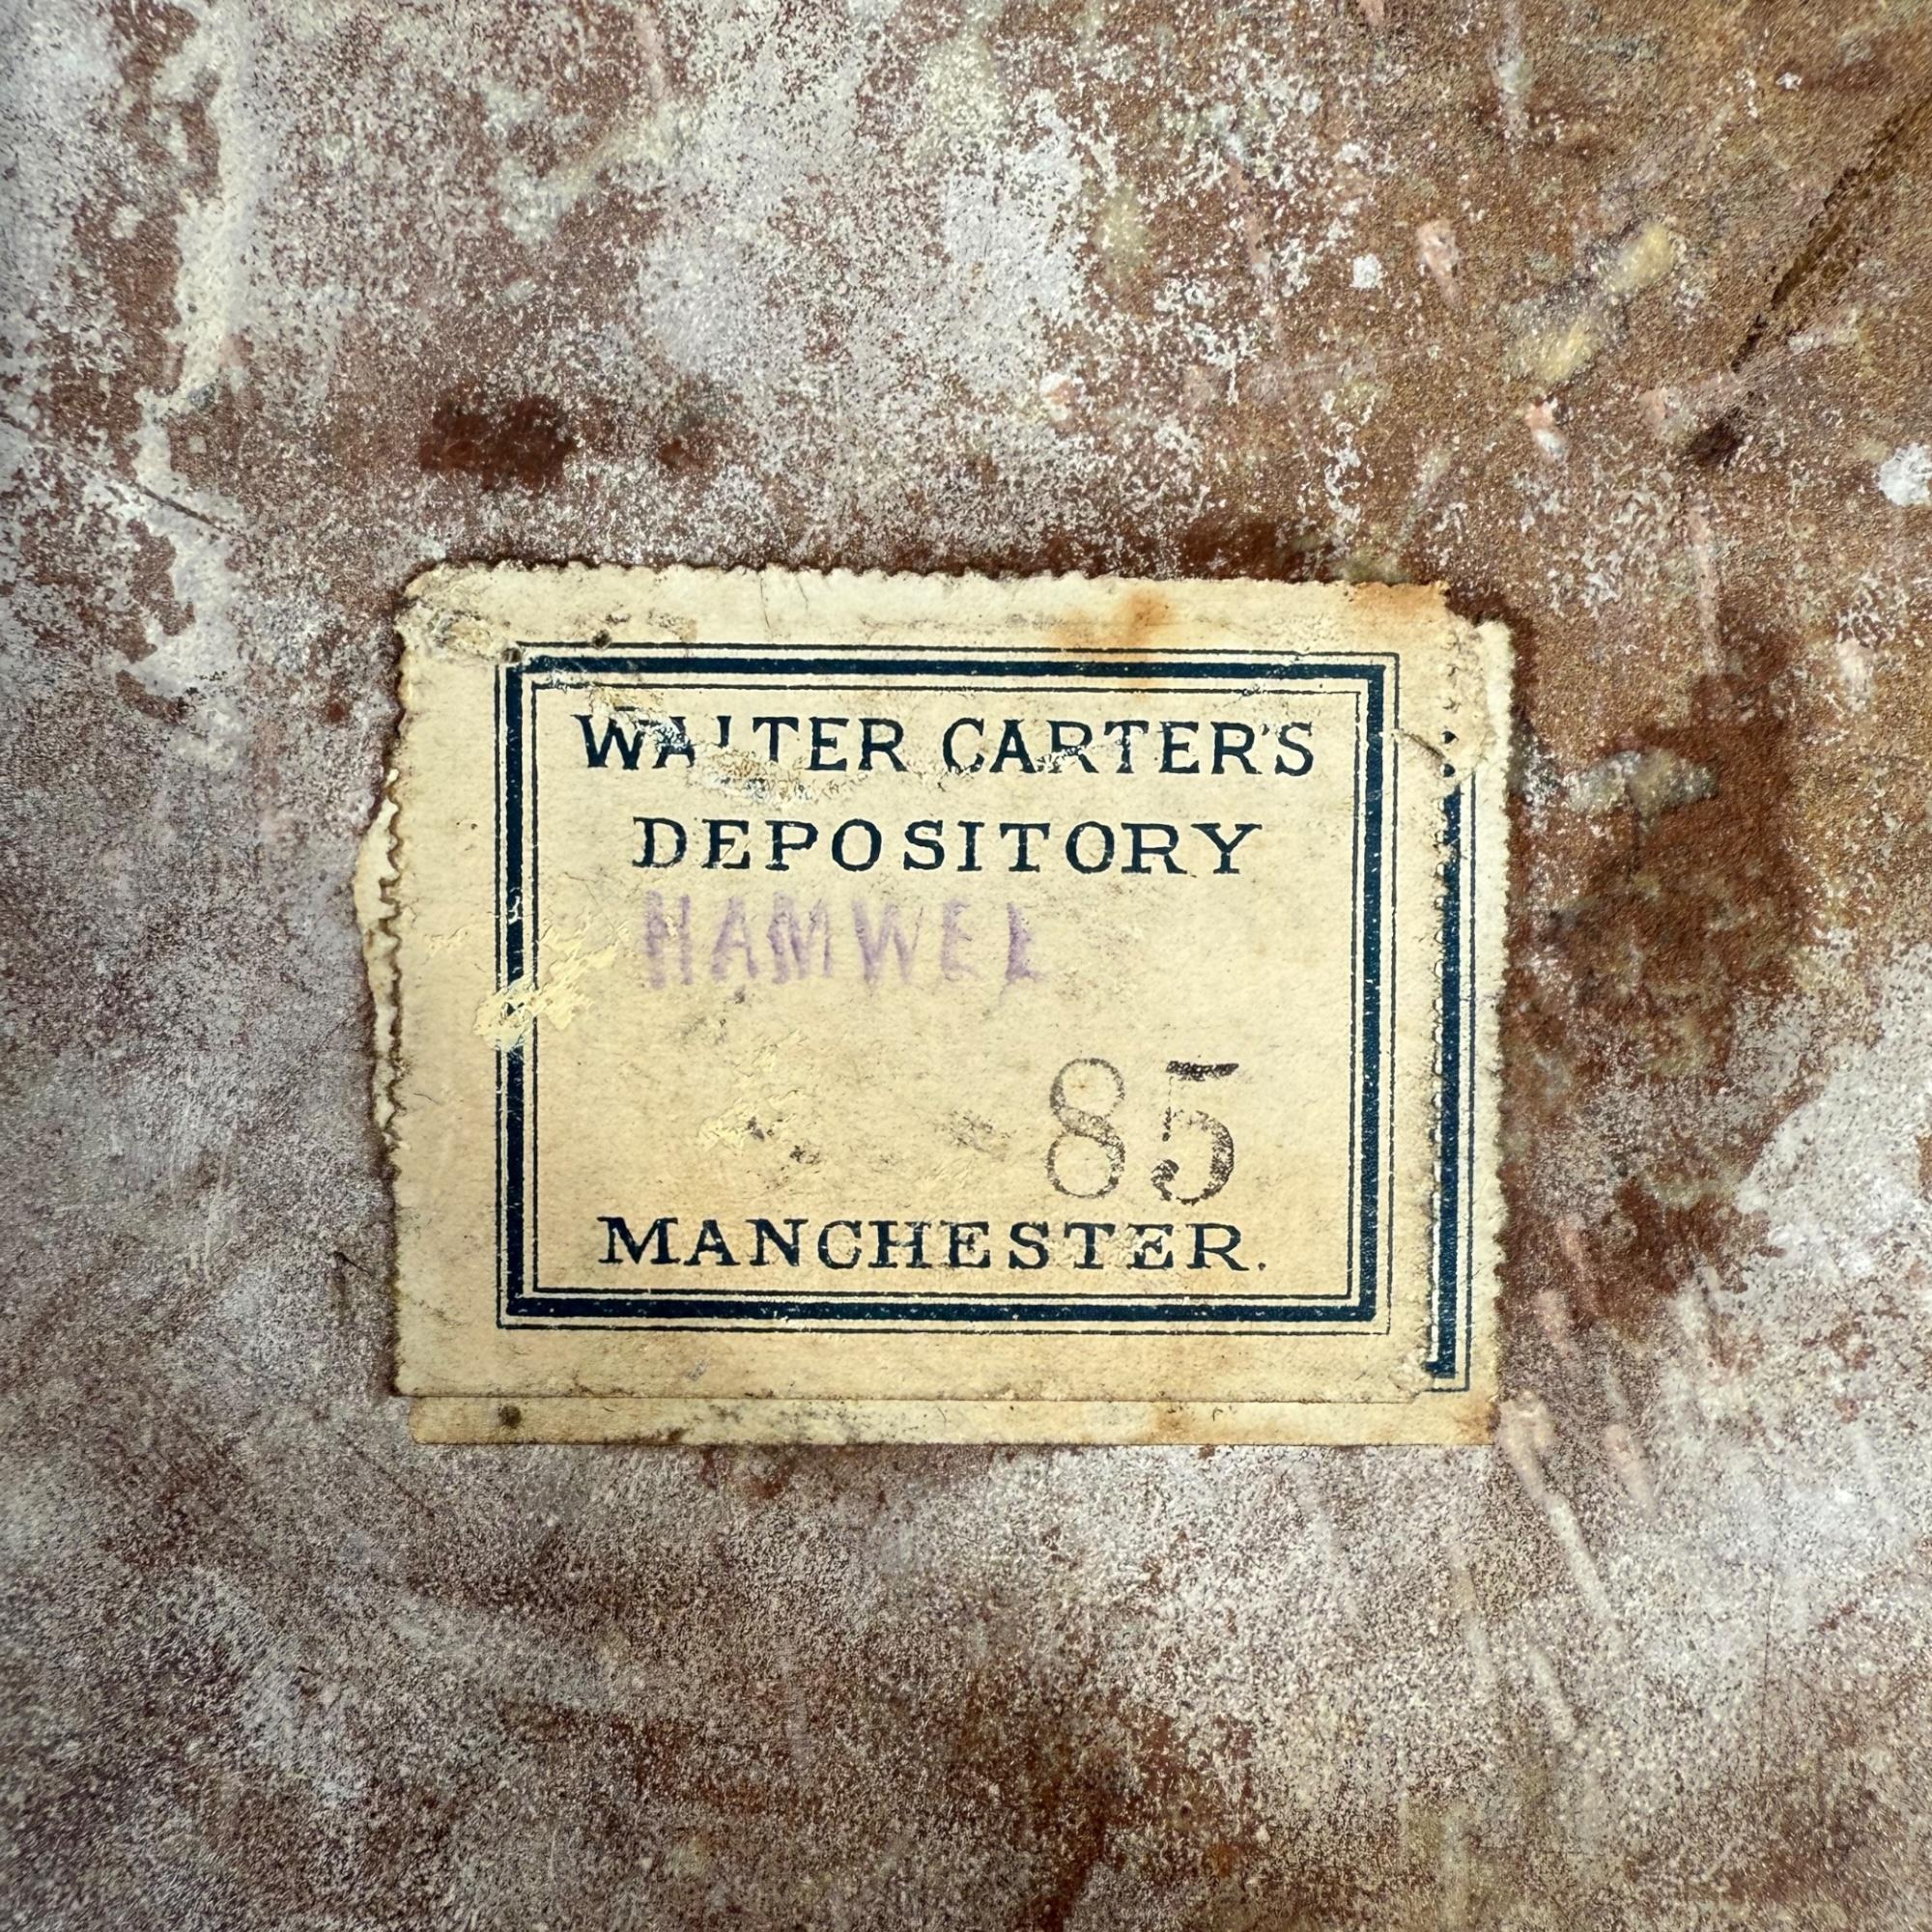 WALTER CARTER'S
DEPOSITORY
HAMWEL
85
MANCHESTER.